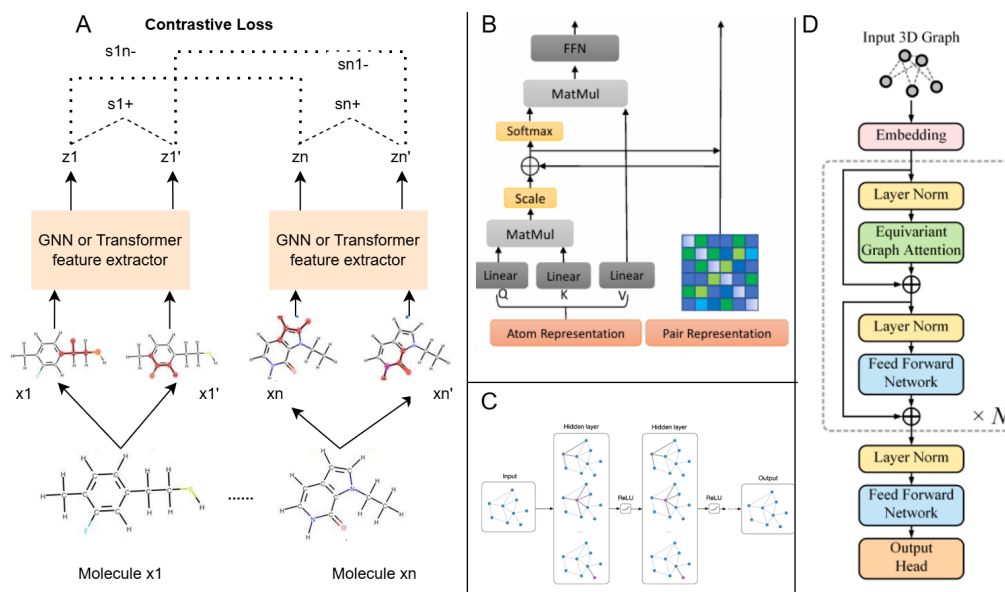 A
Contrastive Loss
s1n-
sn1-
s1+
sn+
z1
z1'
zn
zn'
GNN or Transformer
feature extractor
GNN or Transformer
feature extractor
x1
x1'
xn
xn'
Molecule x1
......
Molecule xn
B
FFN
MatMul
Softmax
Scale
MatMul
Linear
Linear
Linear
Q
K
V
Atom Representation
Pair Representation
C
Hidden layer
Hidden layer
Input
ReLU
ReLU
Output
...
...
...
D
Input 3D Graph
Embedding
Layer Norm
Equivariant
Graph Attention
Layer Norm
Feed Forward
Network
× N
Layer Norm
Feed Forward
Network
Output
Head